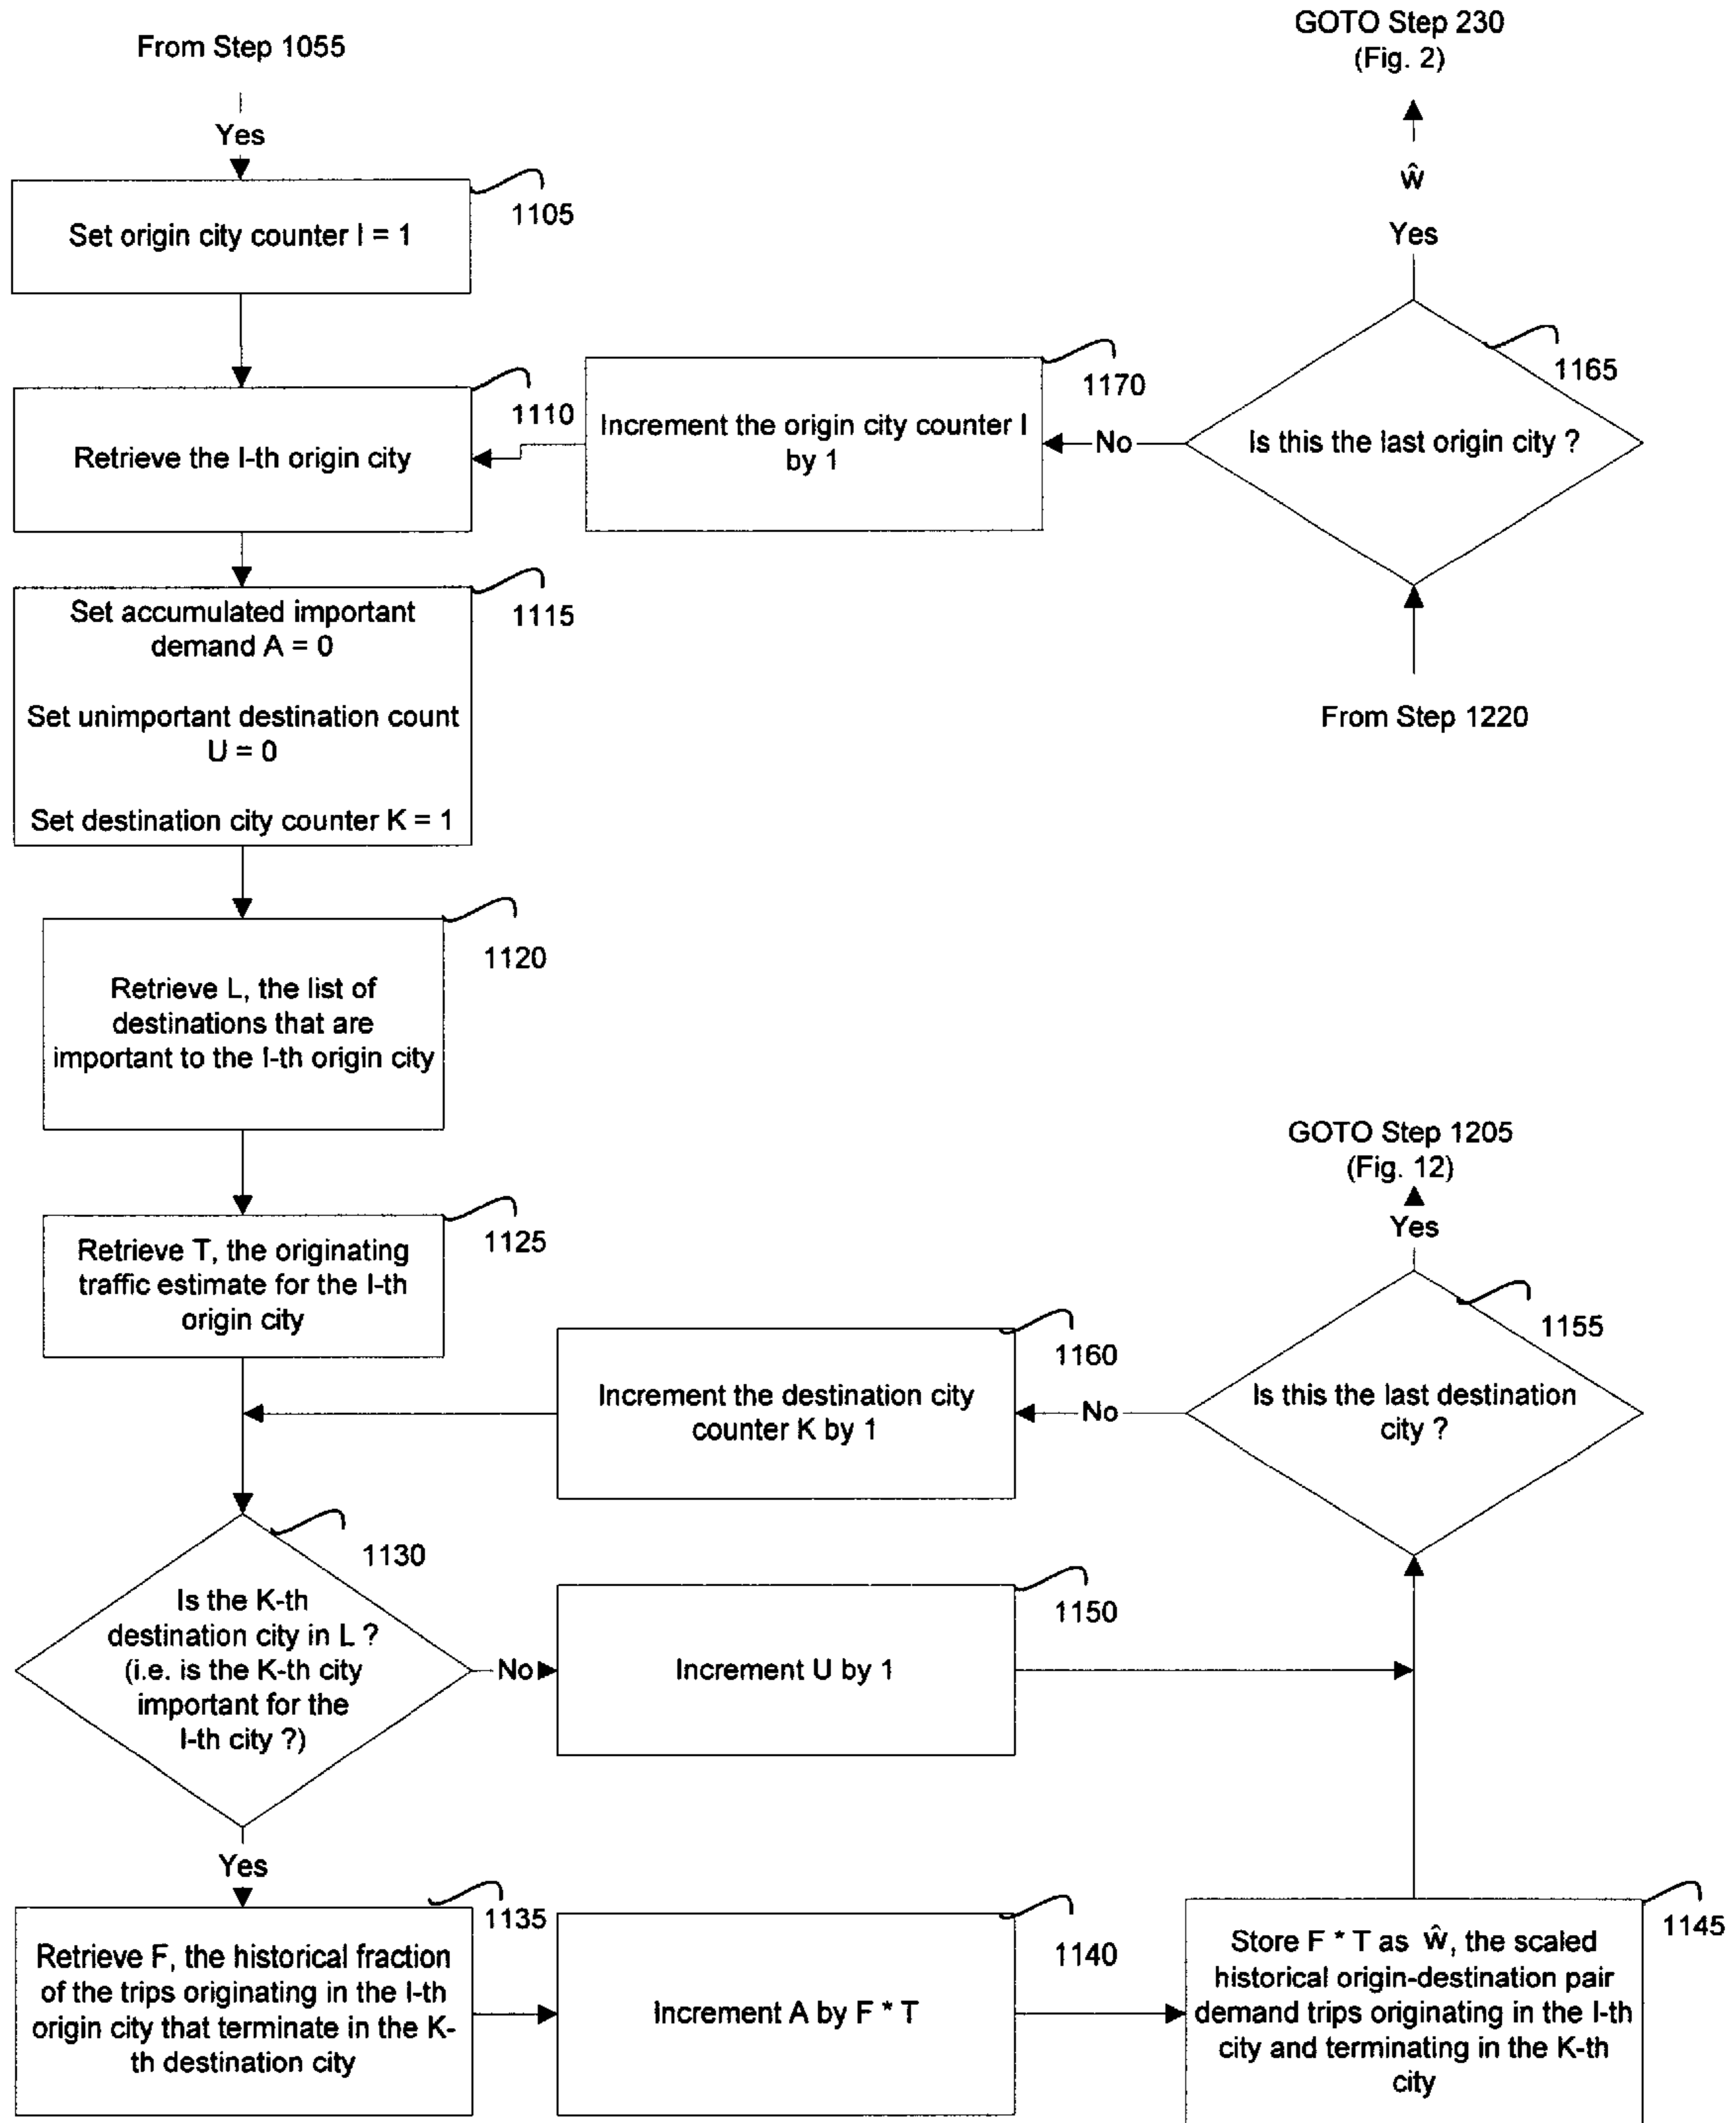 From Step 1055
Yes
Set origin city counter I = 1
1105
Retrieve the I-th origin city
1110
Increment the origin city counter I
by 1
1170
No
GOTO Step 230
(Fig. 2)
ŵ
Yes
Is this the last origin city ?
1165
From Step 1220
Set accumulated important
demand A = 0
Set unimportant destination count
U = 0
Set destination city counter K = 1
1115
Retrieve L, the list of
destinations that are
important to the I-th origin city
1120
Retrieve T, the originating
traffic estimate for the I-th
origin city
1125
Increment the destination city
counter K by 1
1160
No
GOTO Step 1205
(Fig. 12)
Yes
Is this the last destination
city ?
1155
Is the K-th
destination city in L ?
(i.e. is the K-th city
important for the
I-th city ?)
1130
No
Increment U by 1
1150
Yes
Retrieve F, the historical fraction
of the trips originating in the I-th
origin city that terminate in the K-
th destination city
1135
Increment A by F * T
1140
Store F * T as ŵ, the scaled
historical origin-destination pair
demand trips originating in the I-th
city and terminating in the K-th
city
1145